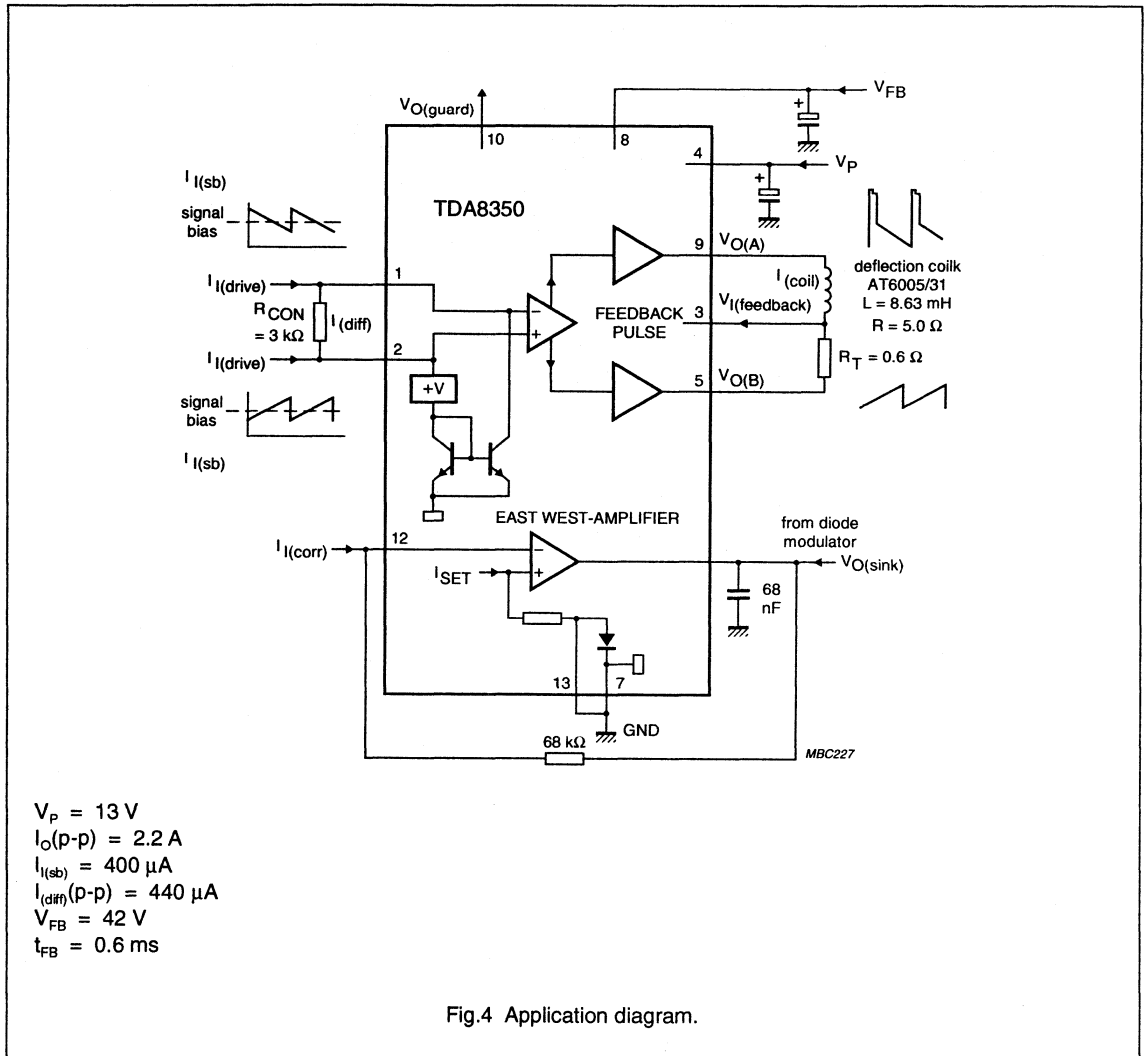 V_O(guard)
10
8
V_FB
4
V_P
TDA8350
I_I(sb)
signal
bias
I_I(drive)
1
R_CON
= 3 kΩ
I_(diff)
I_I(drive)
2
signal
bias
I_I(sb)
+V
−
+
FEEDBACK
PULSE
9
V_O(A)
I_(coil)
V_I(feedback)
3
deflection coilk
AT6005/31
L = 8.63 mH
R = 5.0 Ω
R_T = 0.6 Ω
5
V_O(B)
+
+
EAST WEST-AMPLIFIER
I_I(corr)
12
−
I_SET
+
from diode
modulator
V_O(sink)
68
nF
13
7
GND
68 kΩ
MBC227
V_P = 13 V
I_O(p-p) = 2.2 A
I_I(sb) = 400 µA
I_(diff)(p-p) = 440 µA
V_FB = 42 V
t_FB = 0.6 ms
Fig.4 Application diagram.